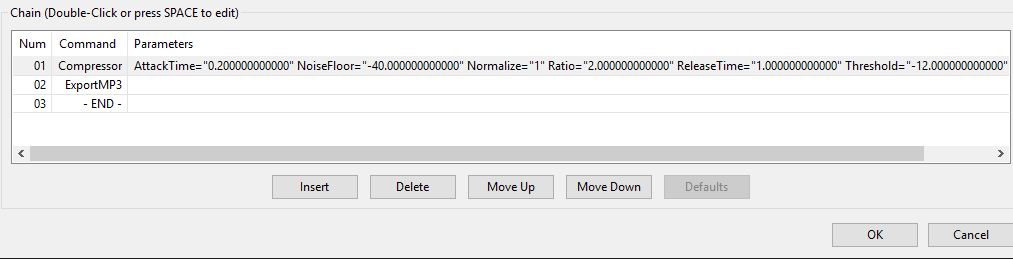 Chain (Double-Click or press SPACE to edit)
Num Command Parameters
01 Compressor AttackTime="0.200000000000" NoiseFloor="-40.000000000000" Normalize="1" Ratio="2.000000000000" ReleaseTime="1.000000000000" Threshold="-12.000000000000"
02 ExportMP3
03 - END -
Insert Delete Move Up Move Down Defaults
OK Cancel